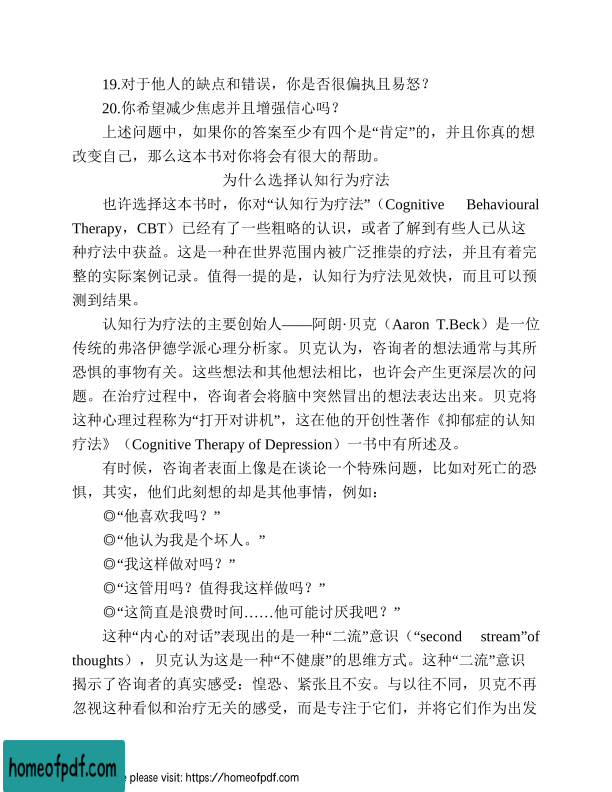 19.对于他人的缺点和错误，你是否很偏执且易怒？
20.你希望减少焦虑并且增强信心吗？
上述问题中，如果你的答案至少有四个是“肯定”的，并且你真的想
改变自己，那么这本书对你将会有很大的帮助。
为什么选择认知行为疗法
也许选择这本书时，你对“认知行为疗法”（Cognitive Behavioural
Therapy，CBT）已经有了一些粗略的认识，或者了解到有些人已从这
种疗法中获益。这是一种在世界范围内被广泛推崇的疗法，并且有着完
整的实际案例记录。值得一提的是，认知行为疗法见效快，而且可以预
测到结果。
认知行为疗法的主要创始人——阿朗·贝克（Aaron T.Beck）是一位
传统的弗洛伊德学派心理分析家。贝克认为，咨询者的想法通常与其所
恐惧的事物有关。这些想法和其他想法相比，也许会产生更深层次的问
题。在治疗过程中，咨询者会将脑中突然冒出的想法表达出来。贝克将
这种心理过程称为“打开对讲机”，这在他的开创性著作《抑郁症的认知
疗法》（Cognitive Therapy of Depression）一书中有所述及。
有时候，咨询者表面上像是在谈论一个特殊问题，比如对死亡的恐
惧，其实，他们此刻想的却是其他事情，例如：
◎“他喜欢我吗？”
◎“他认为我是个坏人。”
◎“我这样做对吗？”
◎“这管用吗？值得我这样做吗？”
◎“这简直是浪费时间……他可能讨厌我吧？”
这种“内心的对话”表现出的是一种“二流”意识（“second stream”of
thoughts），贝克认为这是一种“不健康”的思维方式。这种“二流”意识
揭示了咨询者的真实感受：惶恐、紧张且不安。与以往不同，贝克不再
忽视这种看似和治疗无关的感受，而是专注于它们，并将它们作为出发
homeofpdf.com
please visit: https://homeofpdf.com